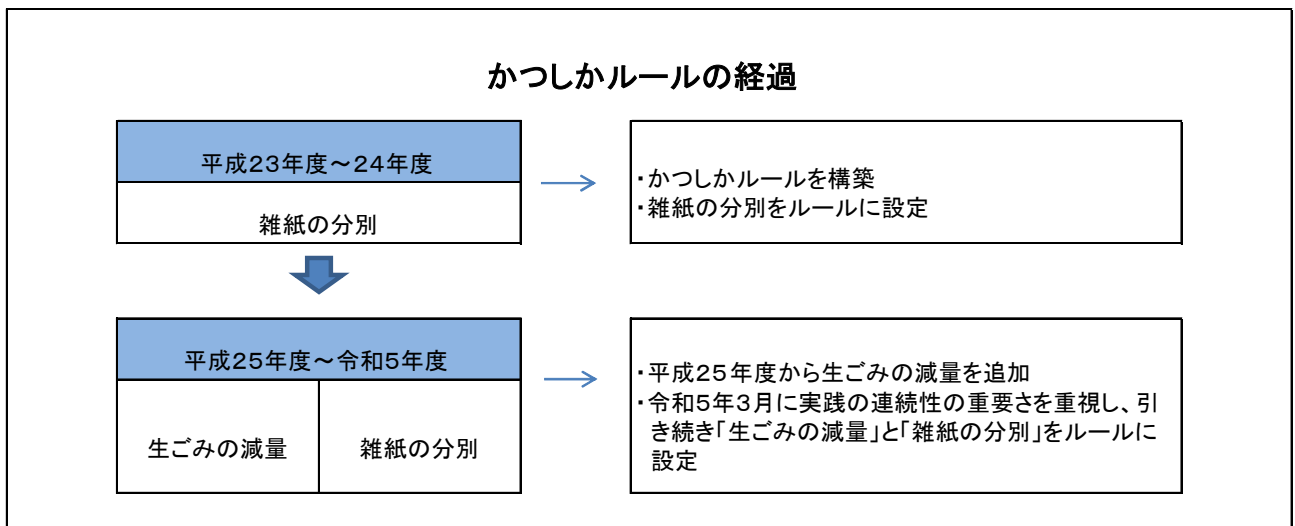 かつしかルールの経過
平成23年度～24年度
雑紙の分別
・かつしかルールを構築
・雑紙の分別をルールに設定
平成25年度～令和5年度
生ごみの減量
雑紙の分別
・平成25年度から生ごみの減量を追加
・令和5年3月に実践の連続性の重要さを重視し、引
き続き「生ごみの減量」と「雑紙の分別」をルールに
設定